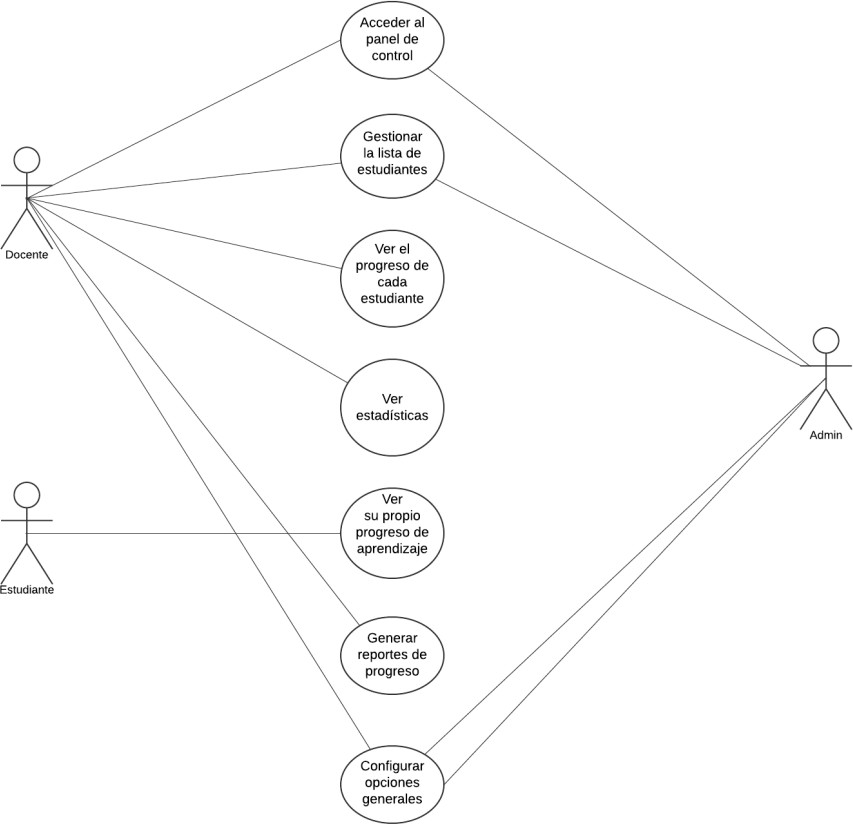 Acceder al
panel de
control
Gestionar
la lista de
estudiantes
Docente
Ver el
progreso de
cada
estudiante
Ver
estadísticas
Admin
Ver
su propio
progreso de
aprendizaje
Estudiante
Generar
reportes de
progreso
Configurar
opciones
generales